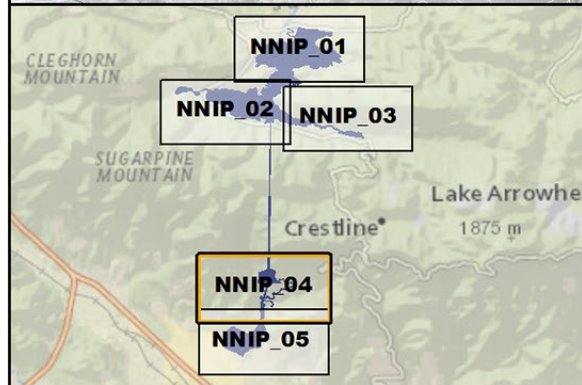 NNIP_01
CLEGHORN
MOUNTAIN
NNIP_02
NNIP_03
SUGARPINE
MOUNTAIN
Lake Arrowhe
Crestline
1875 m
NNIP_04
NNIP_05